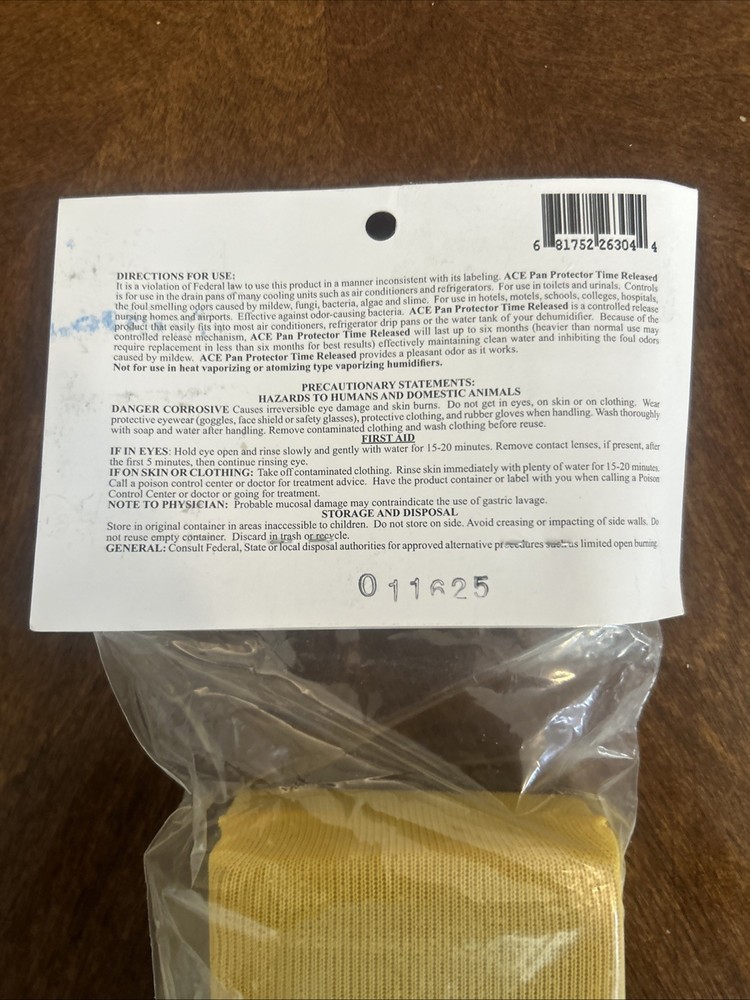 6 81752 26304 4
DIRECTIONS FOR USE:
It is a violation of Federal law to use this product in a manner inconsistent with its labeling. ACE Pan Protector Time Released
is for use in the drain pans of many cooling units such as air conditioners and refrigerators. For use in toilets and urinals. Controls
the foul smelling odors caused by mildew, fungi, bacteria, algae and slime. For use in hotels, motels, schools, colleges, hospitals,
nursing homes and airports. Effective against odor-causing bacteria. ACE Pan Protector Time Released is a controlled release
product that easily fits into most air conditioners, refrigerator drip pans or the water tank of your dehumidifier. Because of the
controlled release mechanism, ACE Pan Protector Time Released will last up to six months (heavier than normal use may
require replacement in less than six months for best results) effectively maintaining clean water and inhibiting the foul odors
caused by mildew. ACE Pan Protector Time Released provides a pleasant odor as it works.
Not for use in heat vaporizing or atomizing type vaporizing humidifiers.
PRECAUTIONARY STATEMENTS:
HAZARDS TO HUMANS AND DOMESTIC ANIMALS
DANGER CORROSIVE Causes irreversible eye damage and skin burns. Do not get in eyes, on skin or on clothing. Wear
protective eyewear (goggles, face shield or safety glasses), protective clothing, and rubber gloves when handling. Wash thoroughly
with soap and water after handling. Remove contaminated clothing and wash clothing before reuse.
FIRST AID
IF IN EYES: Hold eye open and rinse slowly and gently with water for 15-20 minutes. Remove contact lenses, if present, after
the first 5 minutes, then continue rinsing eye.
IF ON SKIN OR CLOTHING: Take off contaminated clothing. Rinse skin immediately with plenty of water for 15-20 minutes.
Call a poison control center or doctor for treatment advice. Have the product container or label with you when calling a Poison
Control Center or doctor or going for treatment.
NOTE TO PHYSICIAN: Probable mucosal damage may contraindicate the use of gastric lavage.
STORAGE AND DISPOSAL
Store in original container in areas inaccessible to children. Do not store on side. Avoid creasing or impacting of side walls. Do
not reuse empty container. Discard in trash or recycle.
GENERAL: Consult Federal, State or local disposal authorities for approved alternative procedures such as limited open burning.
011625